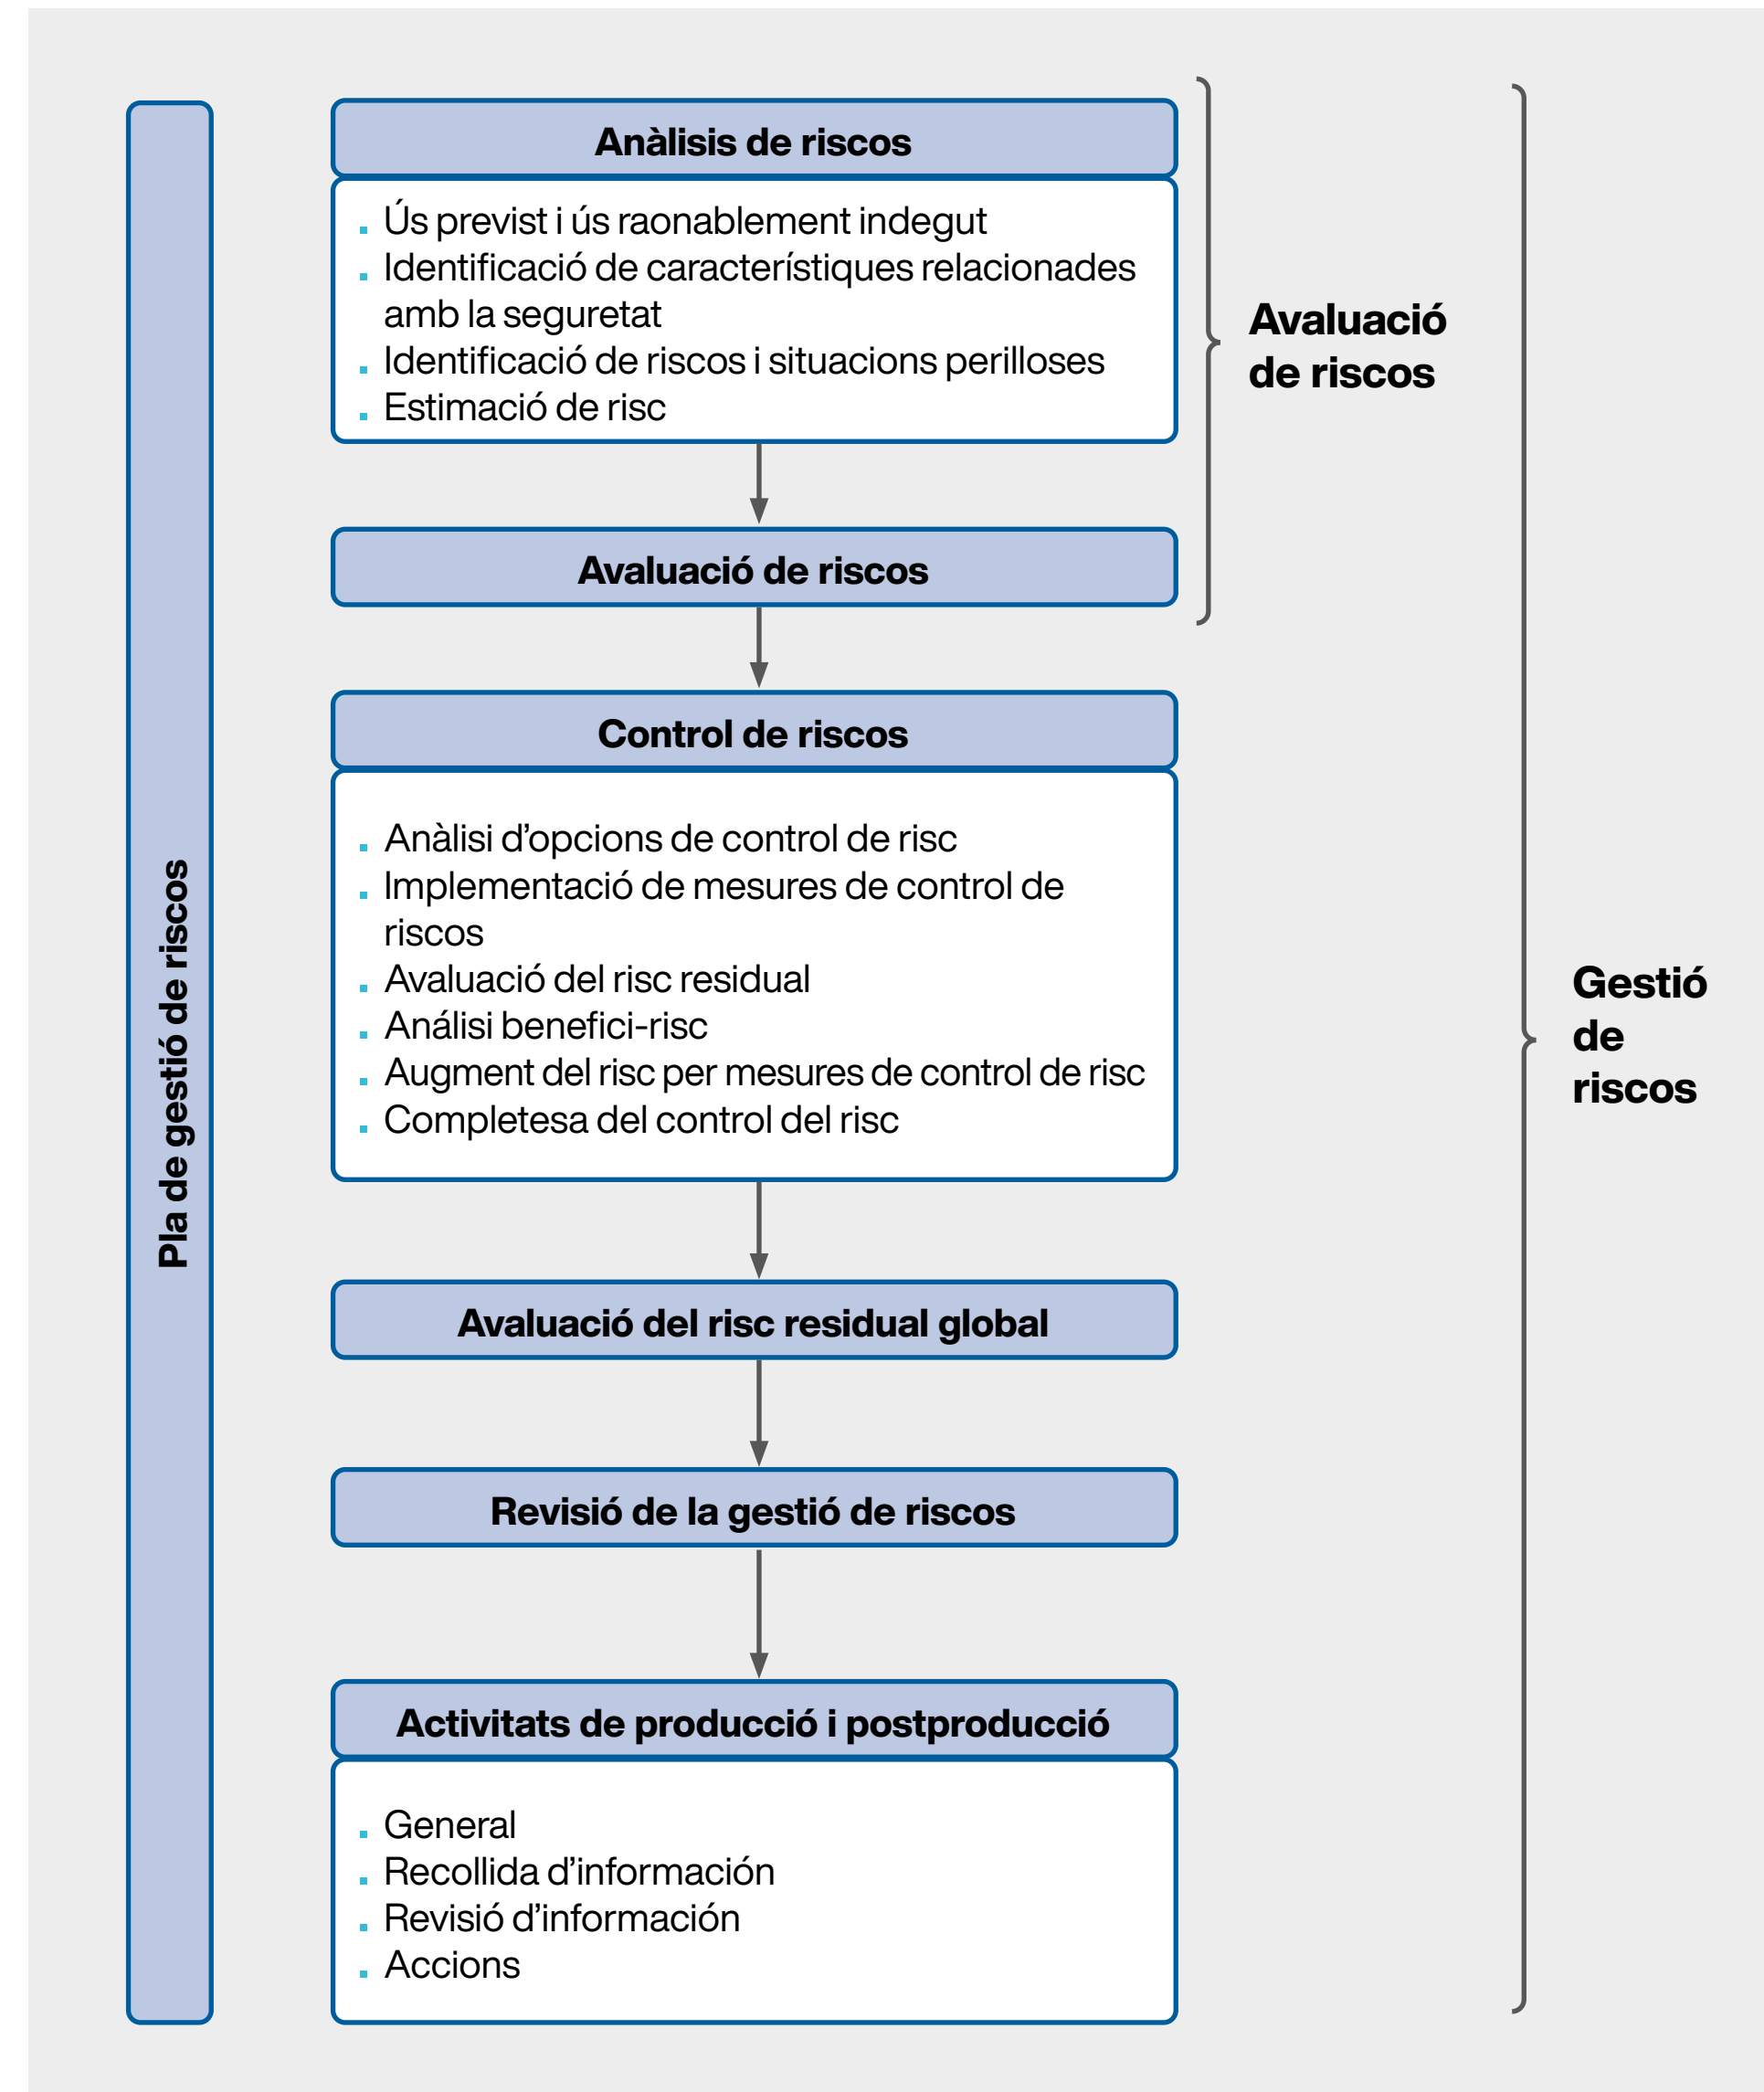 Pla de gestió de riscos
Anàlisis de riscos
Ús previst i ús raonablement indegut
Identificació de característiques relacionades
amb la seguretat
Identificació de riscos i situacions perilloses
Estimació de risc
Avaluació de riscos
Avaluació
de riscos
Control de riscos
Anàlisi d’opcions de control de risc
Implementació de mesures de control de
riscos
Avaluació del risc residual
Análisi benefici-risc
Augment del risc per mesures de control de risc
Completesa del control del risc
Avaluació del risc residual global
Revisió de la gestió de riscos
Activitats de producció i postproducció
General
Recollida d’información
Revisió d’información
Accions
Gestió
de
riscos